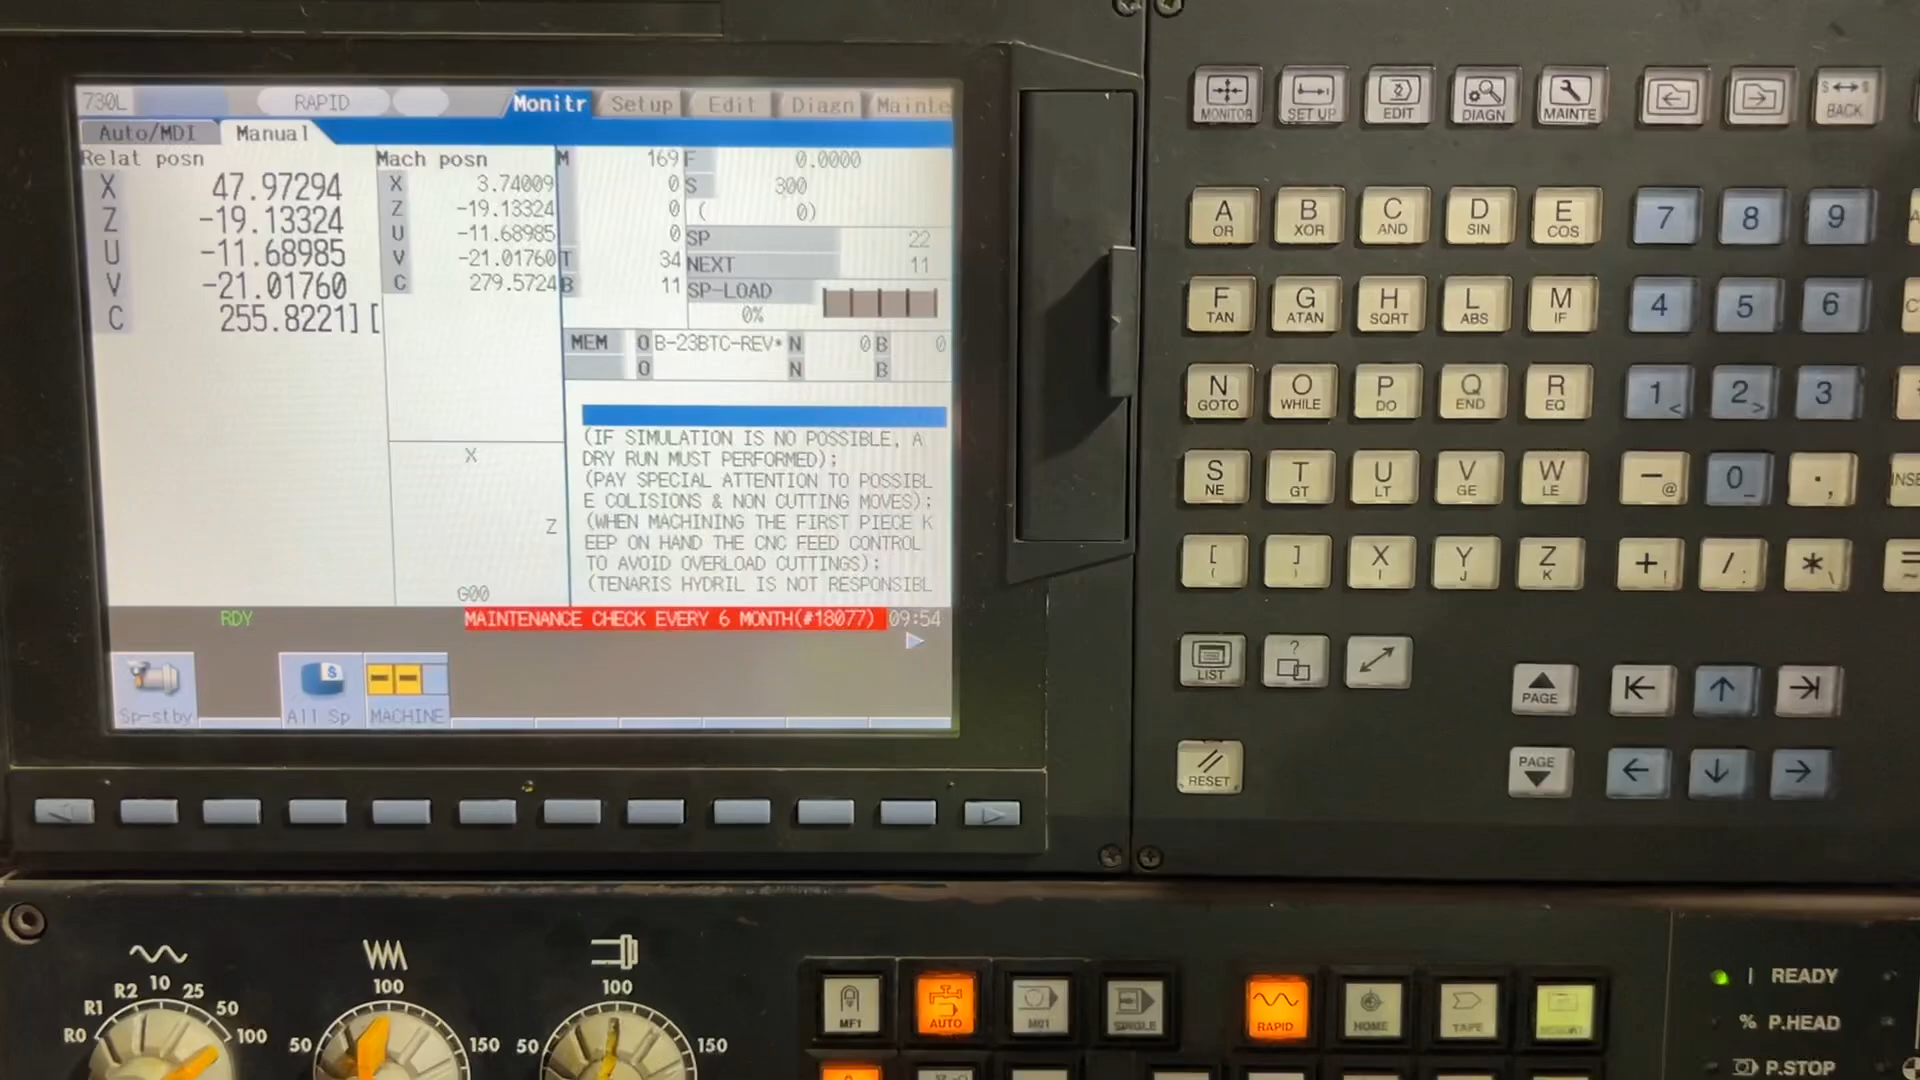 730L RAPID Monitr Setup Edit Diagn Mainte
Auto/MDI Manual
Relat posn
X 47.97294
Z -19.13324
U -11.68985
V -21.01760
C 255.8221] [
Mach posn
X 3.74009
Z -19.13324
U -11.68985
V -21.01760
C 279.5724
M 169
0
0
0
T 34
B 11
F 0.0000
S 300
( 0)
SP 22
NEXT 11
SP-LOAD
0%
MEM O B-23BTC-REV* N 0 B 0
O N B
X
Z
G00
(IF SIMULATION IS NO POSSIBLE, A
DRY RUN MUST PERFORMED);
(PAY SPECIAL ATTENTION TO POSSIBL
E COLISIONS & NON CUTTING MOVES);
(WHEN MACHINING THE FIRST PIECE K
EEP ON HAND THE CNC FEED CONTROL
TO AVOID OVERLOAD CUTTINGS);
(TENARIS HYDRIL IS NOT RESPONSIBL
RDY MAINTENANCE CHECK EVERY 6 MONTH(#18077) 09:54
S
Sp-stby All Sp MACHINE
MONITOR SET UP EDIT DIAGN MAINTE S BACK
A B C D E 7 8 9
OR XOR AND SIN COS
F G H L M 4 5 6
TAN ATAN SQRT ABS IF
N O P Q R 1 < 2 > 3
GOTO WHILE DO END EQ
S T U V W - @ 0 _ . ,
NE GT LT GE LE
INSE
[ ] X Y Z + ! / : * \ =
( ) I J K
LIST ?
PAGE
RESET PAGE
R0 R1 R2 10 25 50 100
50 100 150
50 100 150
MF1 AUTO M01 SINGLE RAPID HOME TAPE
| READY
% P.HEAD
P.STOP